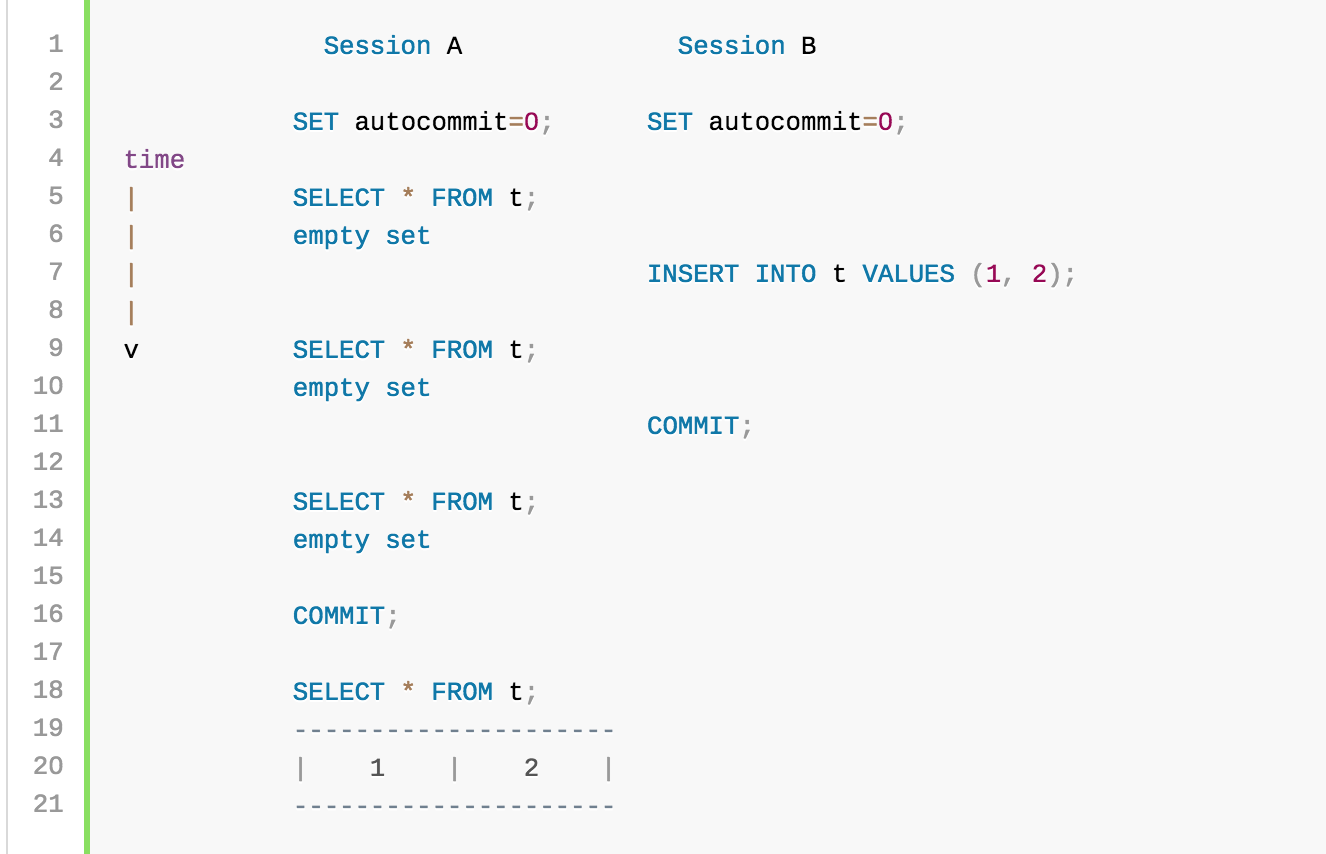 1 Session A Session B
2
3 SET autocommit=0; SET autocommit=0;
4 time
5 | SELECT * FROM t;
6 | empty set
7 | INSERT INTO t VALUES (1, 2);
8 |
9 v SELECT * FROM t;
10 empty set
11 COMMIT;
12
13 SELECT * FROM t;
14 empty set
15
16 COMMIT;
17
18 SELECT * FROM t;
19 ---------------------
20 | 1 | 2 |
21 ---------------------